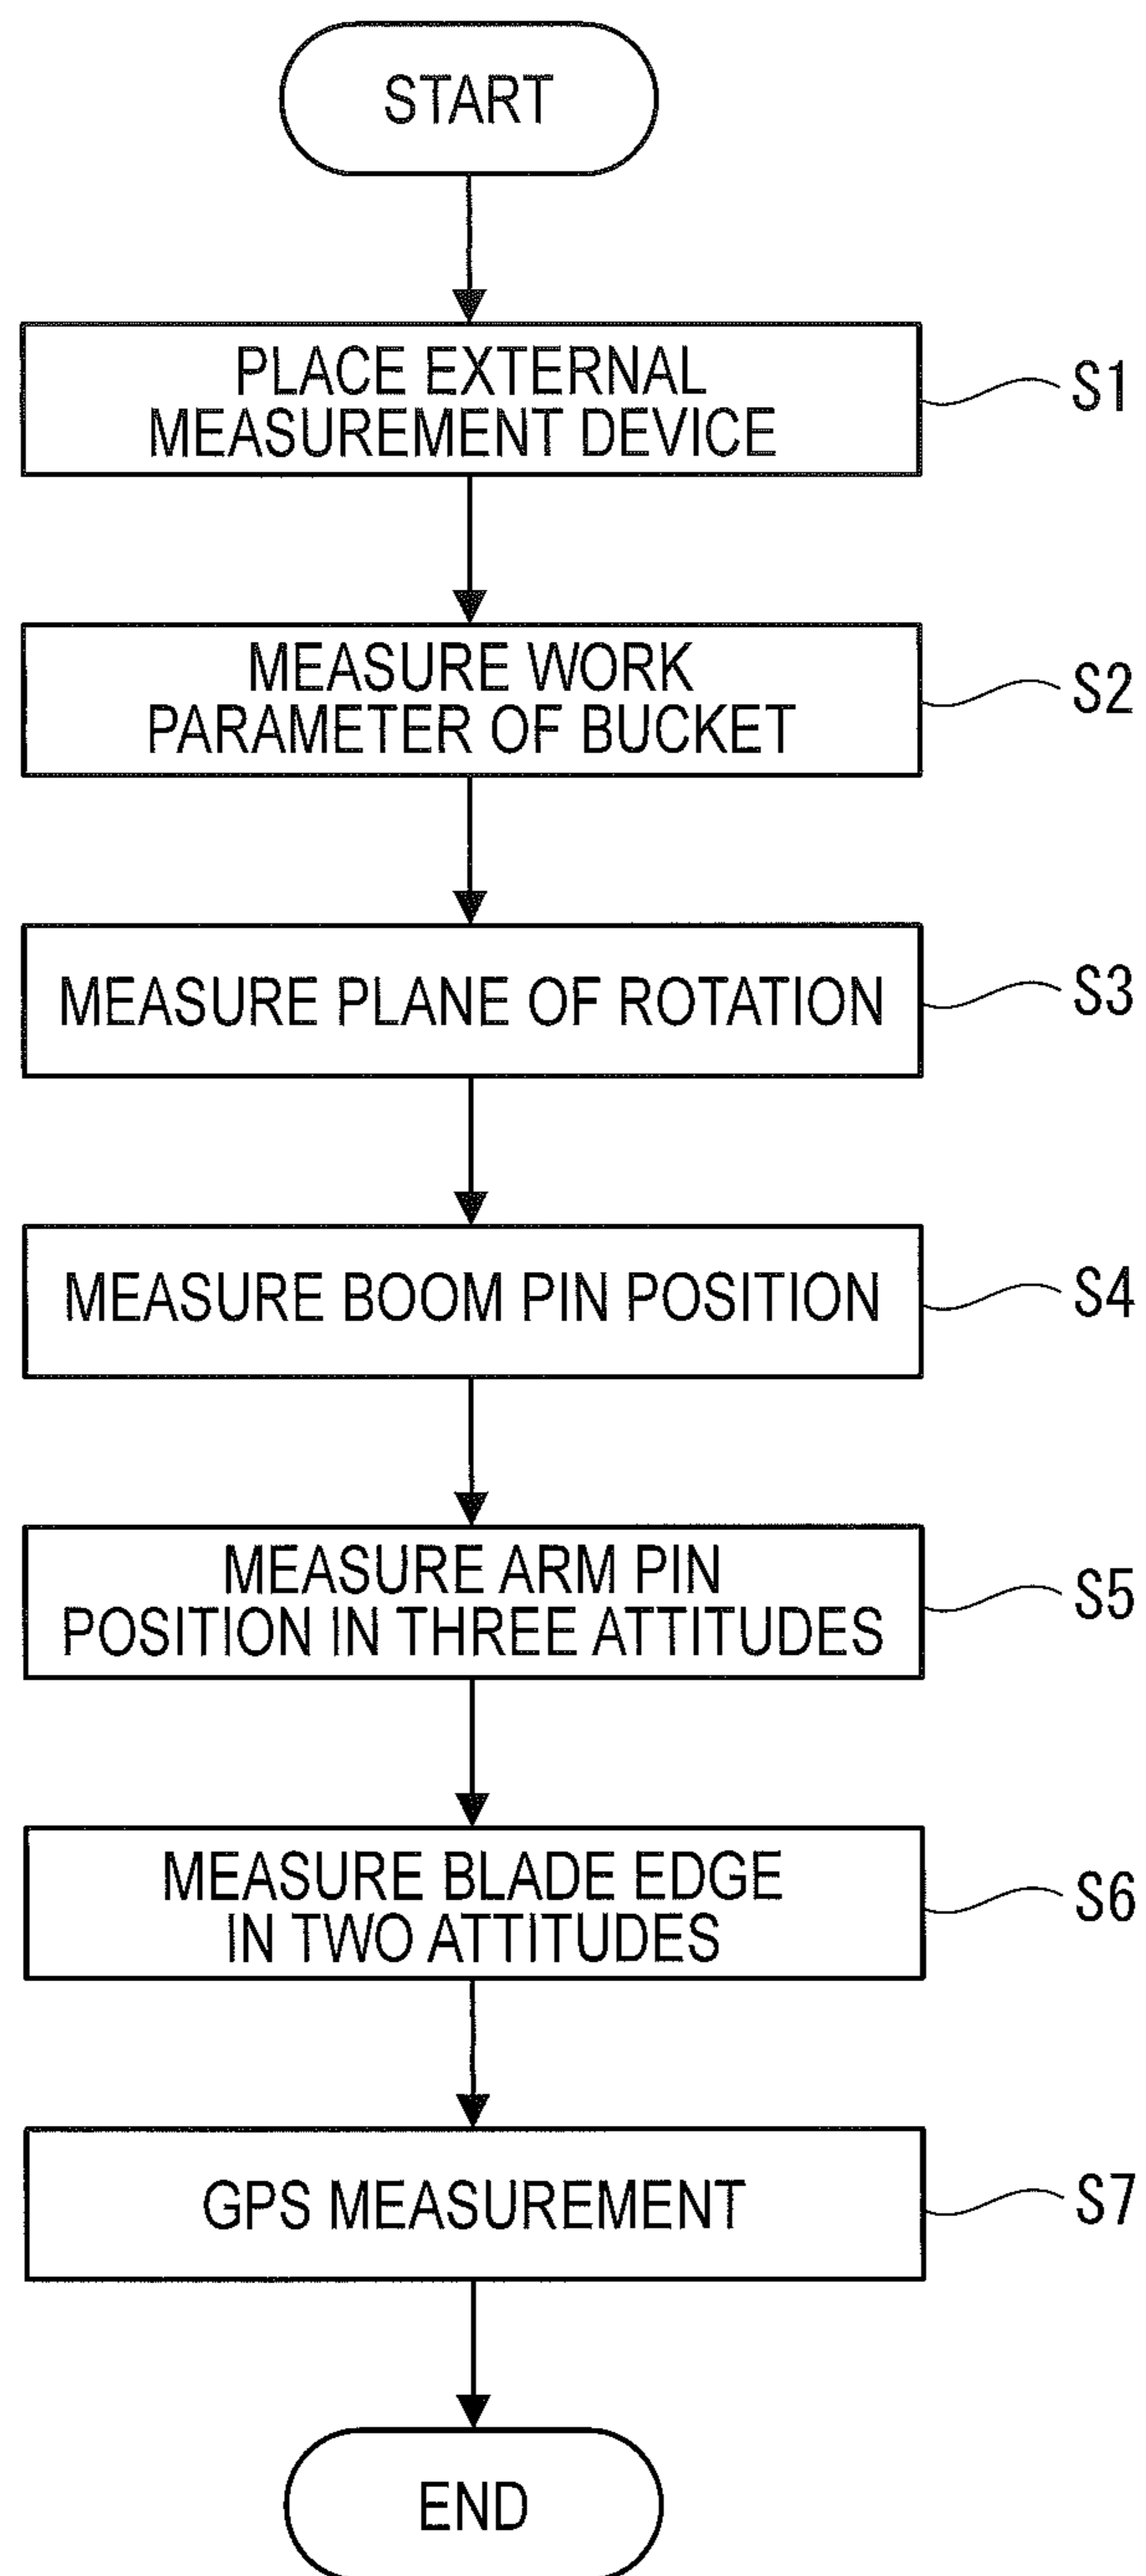 START
PLACE EXTERNAL
MEASUREMENT DEVICE
S1
MEASURE WORK
PARAMETER OF BUCKET
S2
MEASURE PLANE OF ROTATION
S3
MEASURE BOOM PIN POSITION
S4
MEASURE ARM PIN
POSITION IN THREE ATTITUDES
S5
MEASURE BLADE EDGE
IN TWO ATTITUDES
S6
GPS MEASUREMENT
S7
END